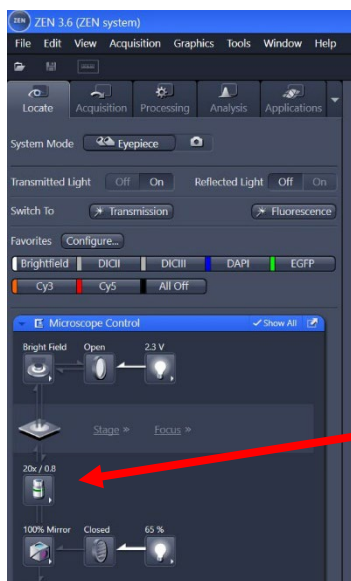 ZEN ZEN 3.6 (ZEN system)
File Edit View Acquisition Graphics Tools Window Help
Locate Acquisition Processing Analysis Applications
System Mode Eyepiece
Transmitted Light Off On Reflected Light Off On
Switch To Transmission Fluorescence
Favorites Configure...
Brightfield DICII DICIII DAPI EGFP
Cy3 Cy5 All Off
Microscope Control Show All
Bright Field Open 2.3 V
Stage » Focus »
20x / 0.8
100% Mirror Closed 65 %